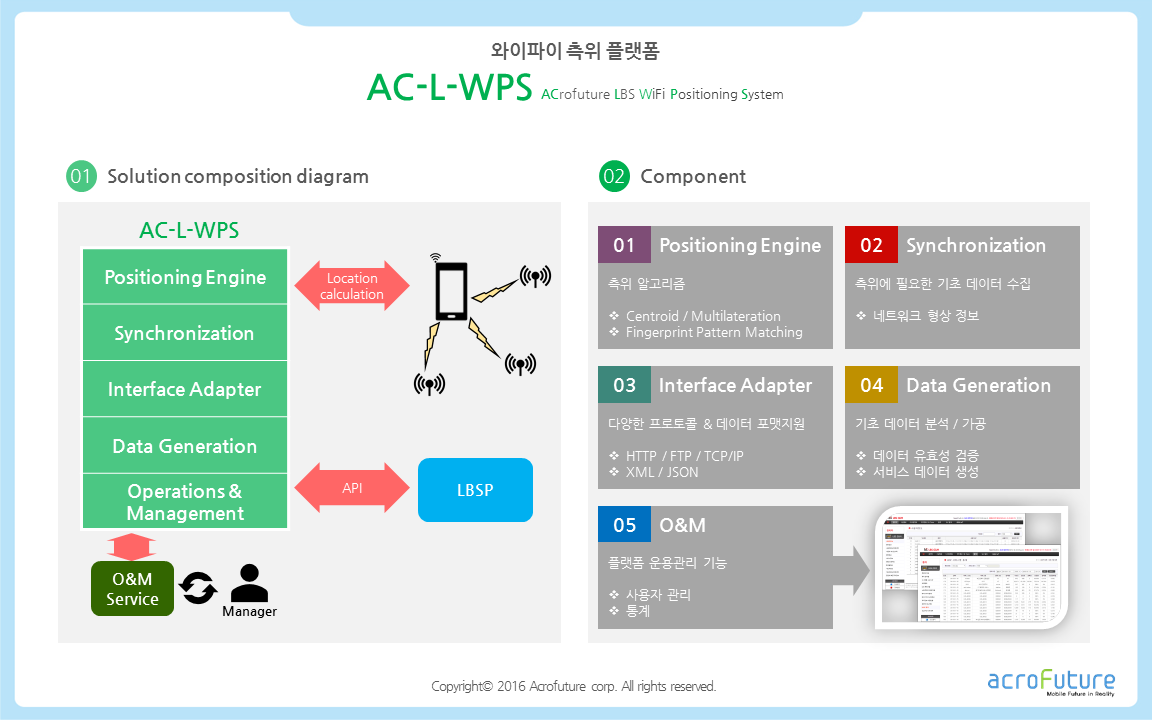 와이파이 측위 플랫폼
AC-L-WPS ACrofuture LBS WiFi Positioning System
01 Solution composition diagram
AC-L-WPS
Positioning Engine
Synchronization
Interface Adapter
Data Generation
Operations &
Management
Location
calculation
API
LBSP
O&M
Service
Manager
02 Component
01 Positioning Engine
측위 알고리즘
❖ Centroid / Multilateration
❖ Fingerprint Pattern Matching
02 Synchronization
측위에 필요한 기초 데이터 수집
❖ 네트워크 형상 정보
03 Interface Adapter
다양한 프로토콜 & 데이터 포맷지원
❖ HTTP / FTP / TCP/IP
❖ XML / JSON
04 Data Generation
기초 데이터 분석 / 가공
❖ 데이터 유효성 검증
❖ 서비스 데이터 생성
05 O&M
플랫폼 운용관리 기능
❖ 사용자 관리
❖ 통계
Copyright© 2016 Acrofuture corp. All rights reserved.
acroFuture
Mobile Future in Reality